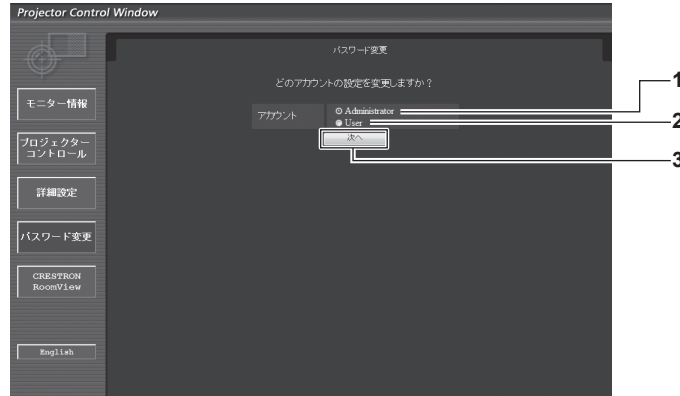 Projector Control Window
パスワード変更
どのアカウントの設定を変更しますか？
アカウント
Administrator
User
次へ
1
2
3
モニター情報
プロジェクター
コントロール
詳細設定
パスワード変更
CRESTRON
RoomView
English